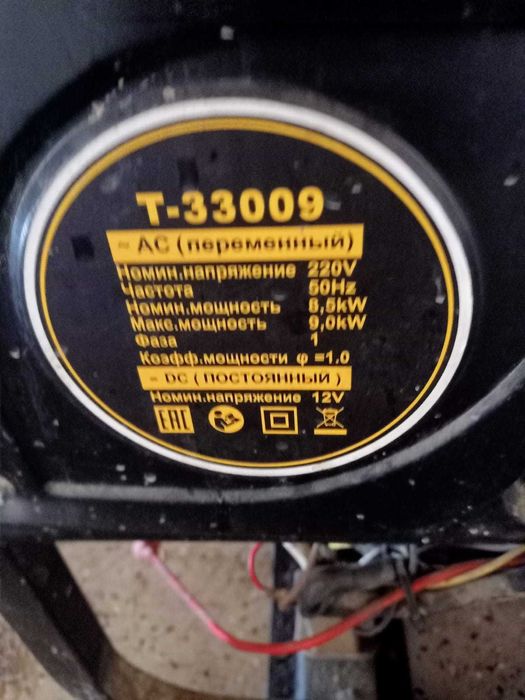 T-33009
~ AC (переменный)
Номин.напряжение 220V
Частота 50Hz
Номин.мощность 8,5kW
Макс.мощность 9,0kW
Фаза 1
Коэфф.мощности φ =1.0
DC ( ПОСТОЯННЫЙ )
Номин.напряжение 12V
EAC